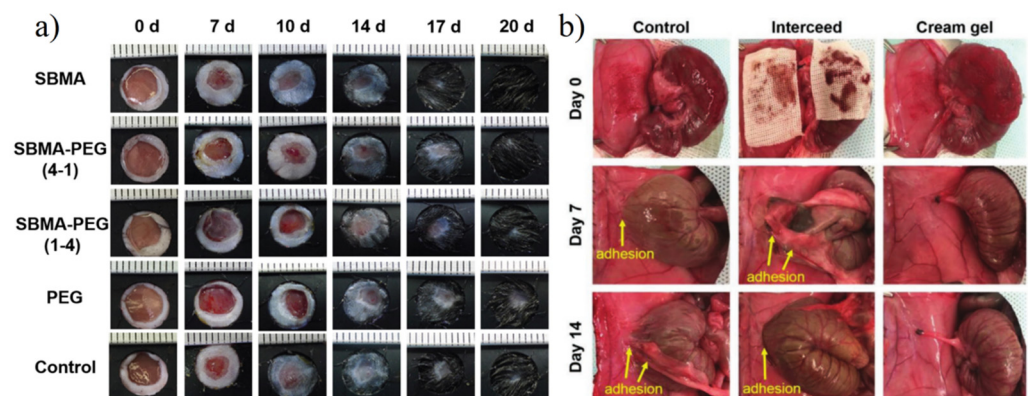 a)
0 d 7 d 10 d 14 d 17 d 20 d
SBMA
SBMA-PEG
(4-1)
SBMA-PEG
(1-4)
PEG
Control
b)
Control Interceed Cream gel
Day 0
Day 7
adhesion
adhesion
Day 14
adhesion
adhesion